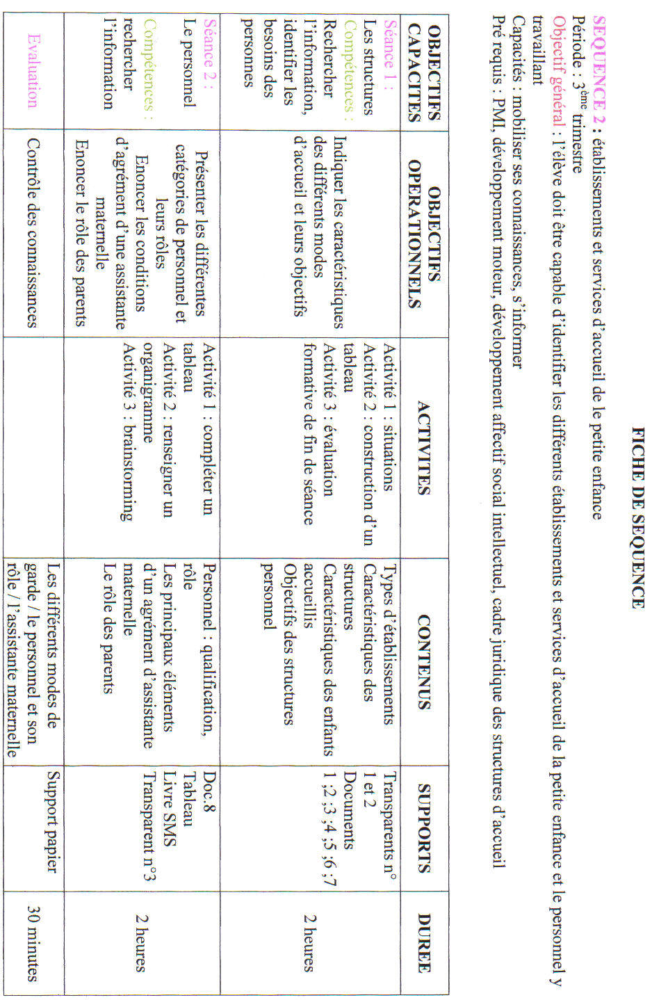 FICHE DE SEQUENCE
SEQUENCE 2 : établissements et services d'accueil de le petite enfance
Période : 3ème trimestre
Objectif général : l'élève doit être capable d'identifier les différents établissements et services d'accueil de la petite enfance et le personnel y
travaillant
Capacités : mobiliser ses connaissances, s'informer
Pré requis : PMI, développement moteur, développement affectif social intellectuel, cadre juridique des structures d'accueil
OBJECTIFS
CAPACITES
OBJECTIFS
OPERATIONNELS
ACTIVITES
CONTENUS
SUPPORTS
DUREE
Séance 1 :
Les structures
Compétences :
Rechercher
l'information,
identifier les
besoins des
personnes
Indiquer les caractéristiques
des différents modes
d'accueil et leurs objectifs
Activité 1 : situations
Activité 2 : construction d'un
tableau
Activité 3 : évaluation
formative de fin de séance
Types d'établissements
Caractéristiques des
structures
Caractéristiques des enfants
accueillis
Objectifs des structures
personnel
Transparents n°
1 et 2
Documents
1 ;2 ;3 ;4 ;5 ;6 ;7
2 heures
Séance 2 :
Le personnel
Compétences :
rechercher
l'information
Présenter les différentes
catégories de personnel et
leurs rôles
Enoncer les conditions
d'agrément d'une assistante
maternelle
Enoncer le rôle des parents
Activité 1 : compléter un
tableau
Activité 2 : renseigner un
organigramme
Activité 3 : brainstorming
Personnel : qualification,
rôle
Les principaux éléments
d'un agrément d'assistante
maternelle
Le rôle des parents
Doc.8
Tableau
Livre SMS
Transparent n°3
2 heures
Evaluation
Contrôle des connaissances
Les différents modes de
garde / le personnel et son
rôle / l'assistante maternelle
Support papier
30 minutes